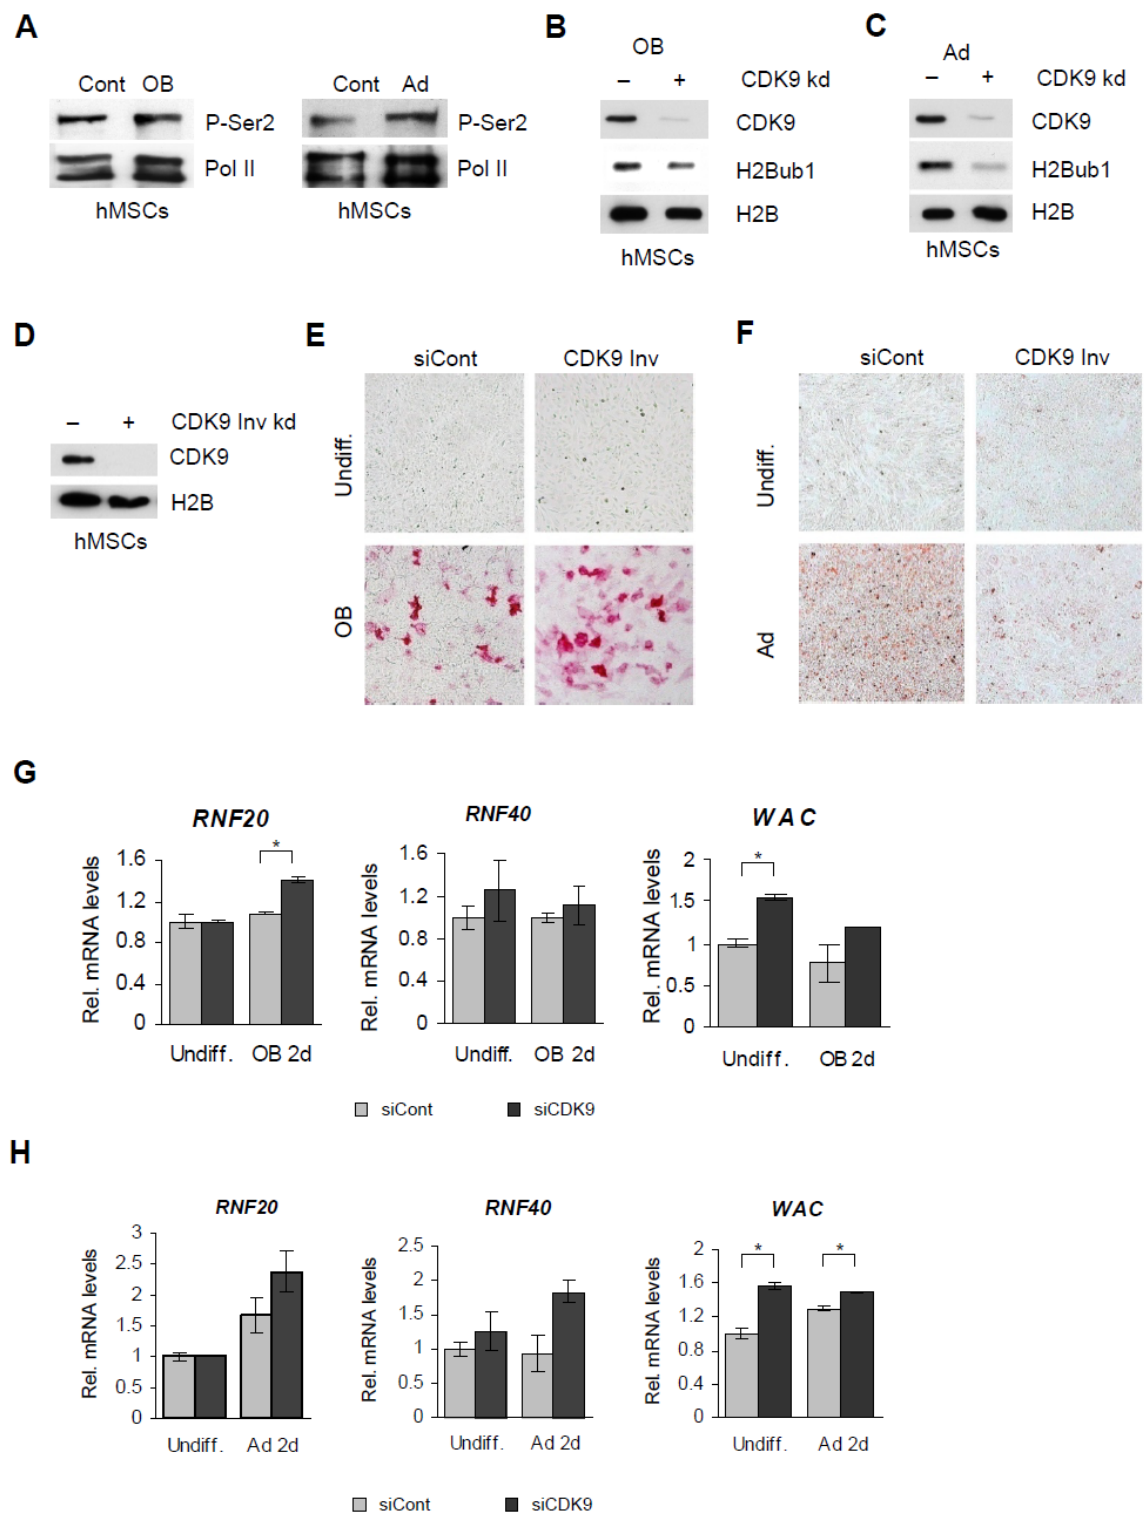 A
B
C
OB
Ad
Cont OB
Cont Ad
– + CDK9 kd
– + CDK9 kd
P-Ser2
P-Ser2
CDK9
CDK9
Pol II
Pol II
H2Bub1
H2Bub1
hMSCs
hMSCs
H2B
H2B
hMSCs
hMSCs
D
E
F
siCont CDK9 Inv
siCont CDK9 Inv
– + CDK9 Inv kd
CDK9
H2B
hMSCs
Undiff.
OB
Undiff.
Ad
G
RNF20
Rel. mRNA levels
1.6
1.2
1.0
0.4
0
*
Undiff. OB 2d
RNF40
Rel. mRNA levels
1.6
1.2
0.8
0.4
0
Undiff. OB 2d
WAC
Rel. mRNA levels
2
1.5
1
0.5
0
*
Undiff. OB 2d
siCont siCDK9
H
RNF20
Rel. mRNA levels
3
2.5
2
1.5
1
0.5
0
Undiff. Ad 2d
RNF40
Rel. mRNA levels
2.5
2
1.5
1
0.5
0
Undiff. Ad 2d
WAC
Rel. mRNA levels
2
1.6
1.2
0.8
0.4
0
* *
Undiff. Ad 2d
siCont siCDK9